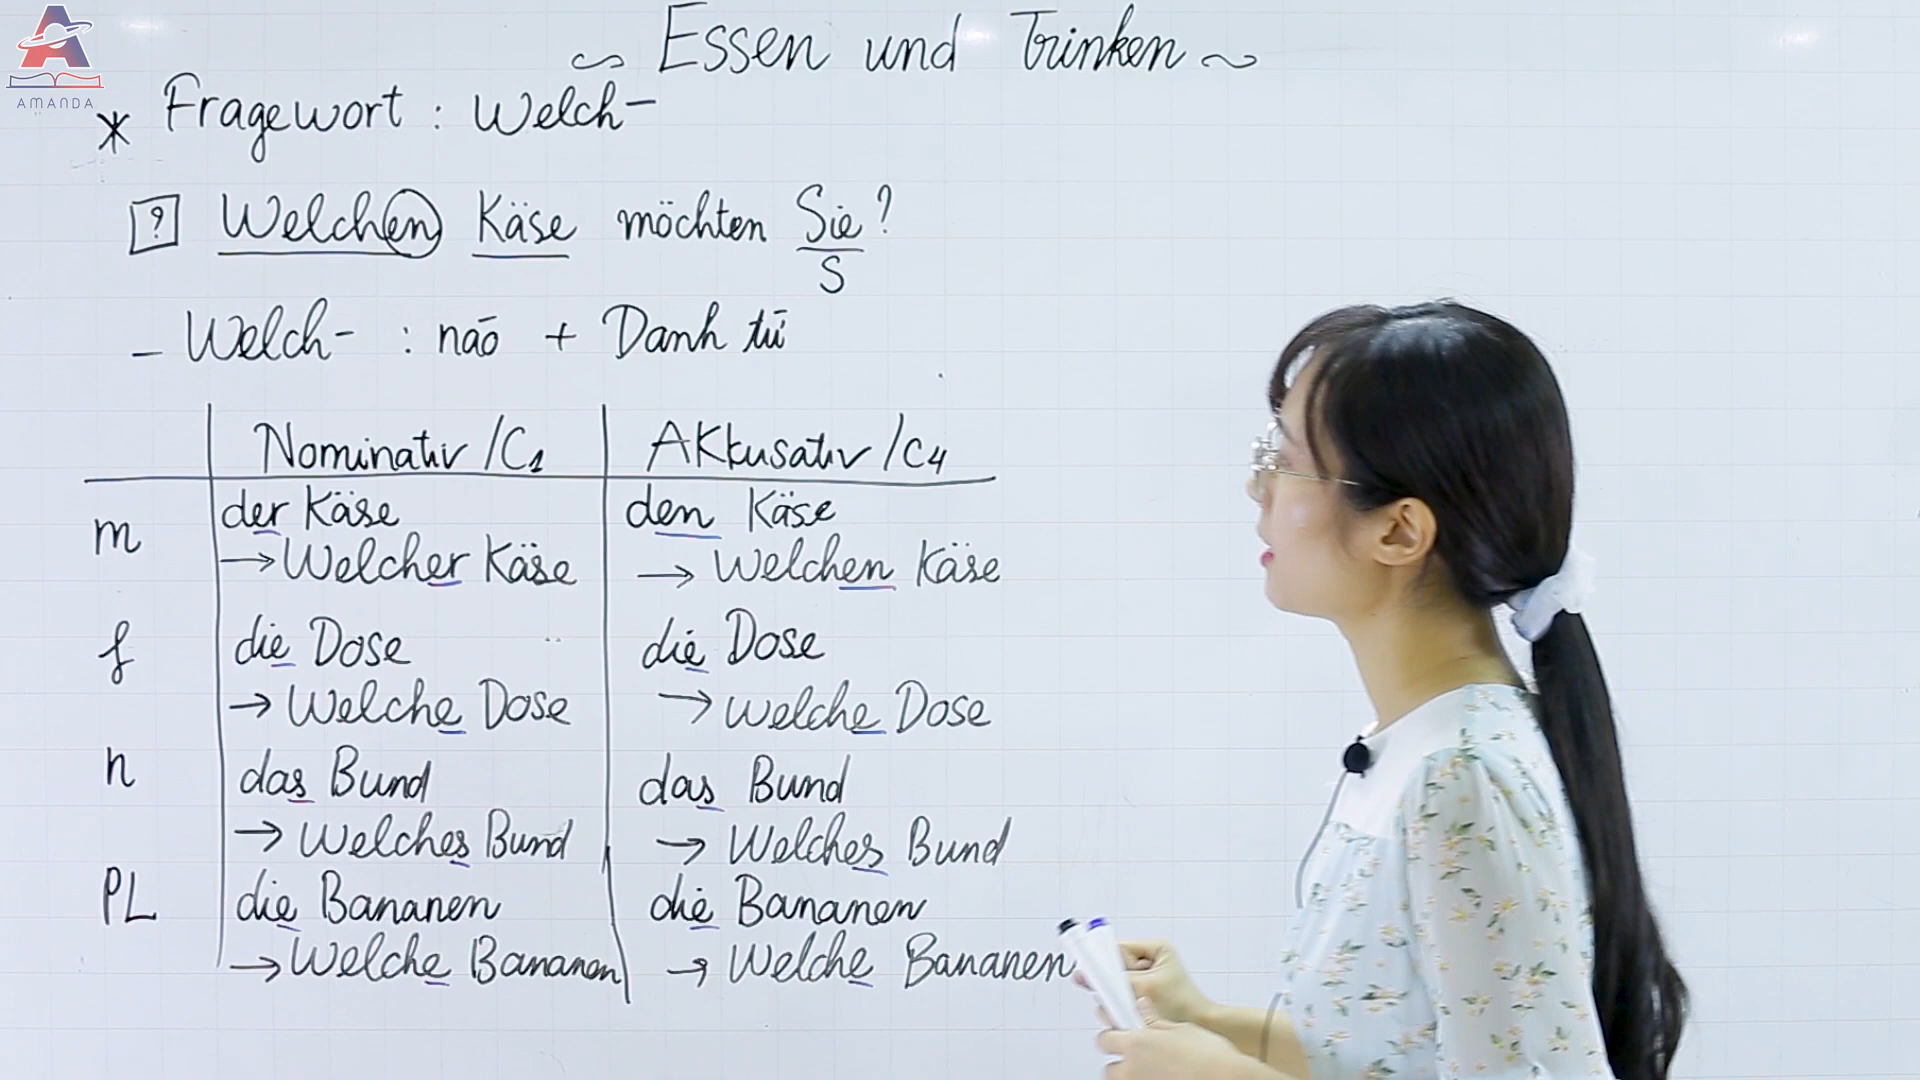 AMANDA
~ Essen und Trinken ~
* Fragewort : Welch-
? Welchen Käse möchten Sie?
S
- Welch- : nào + Danh từ
Nominativ /C1 Akkusativ /C4
m der Käse den Käse
→ Welcher Käse → Welchen Käse
f die Dose die Dose
→ Welche Dose → Welche Dose
n das Bund das Bund
→ Welches Bund → Welches Bund
PL die Bananen die Bananen
→ Welche Bananen → Welche Bananen